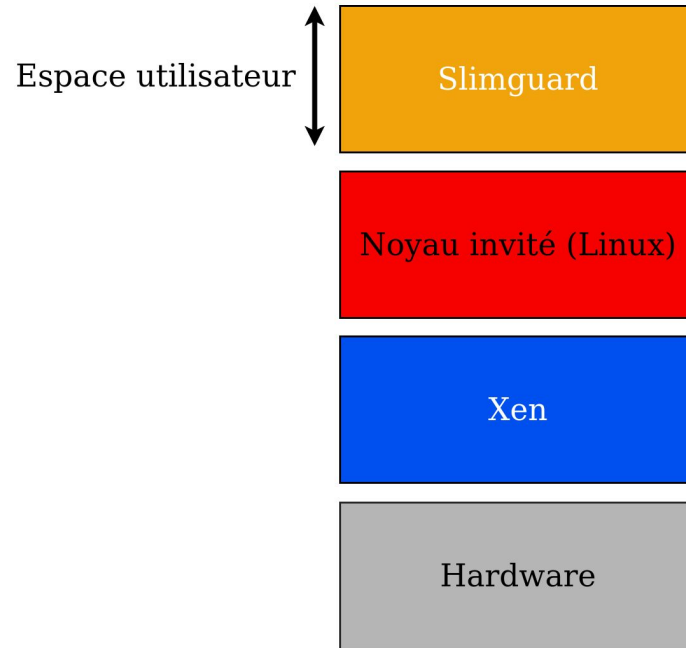 Espace utilisateur
Slimguard
Noyau invité (Linux)
Xen
Hardware